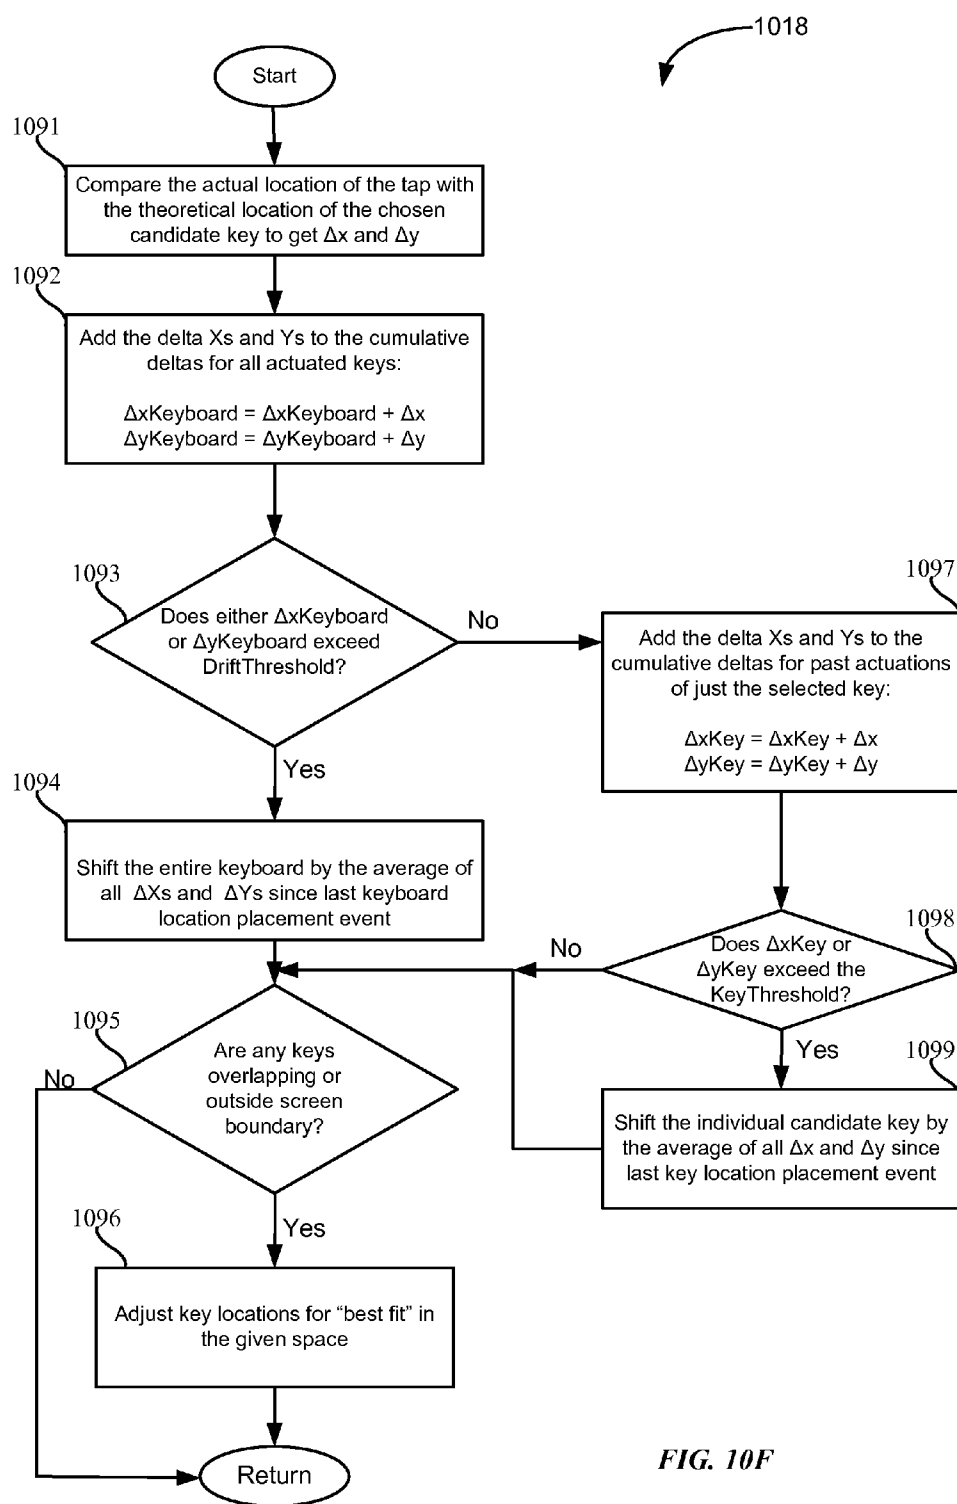 1018
Start
1091
Compare the actual location of the tap with
the theoretical location of the chosen
candidate key to get Δx and Δy
1092
Add the delta Xs and Ys to the cumulative
deltas for all actuated keys:
ΔxKeyboard = ΔxKeyboard + Δx
ΔyKeyboard = ΔyKeyboard + Δy
1093
Does either ΔxKeyboard
or ΔyKeyboard exceed
DriftThreshold?
No
Yes
1097
Add the delta Xs and Ys to the
cumulative deltas for past actuations
of just the selected key:
ΔxKey = ΔxKey + Δx
ΔyKey = ΔyKey + Δy
1094
Shift the entire keyboard by the average of
all ΔXs and ΔYs since last keyboard
location placement event
1098
Does ΔxKey or
ΔyKey exceed the
KeyThreshold?
No
Yes
1099
Shift the individual candidate key by
the average of all Δx and Δy since
last key location placement event
1095
Are any keys
overlapping or
outside screen
boundary?
No
Yes
1096
Adjust key locations for “best fit” in
the given space
Return
FIG. 10F